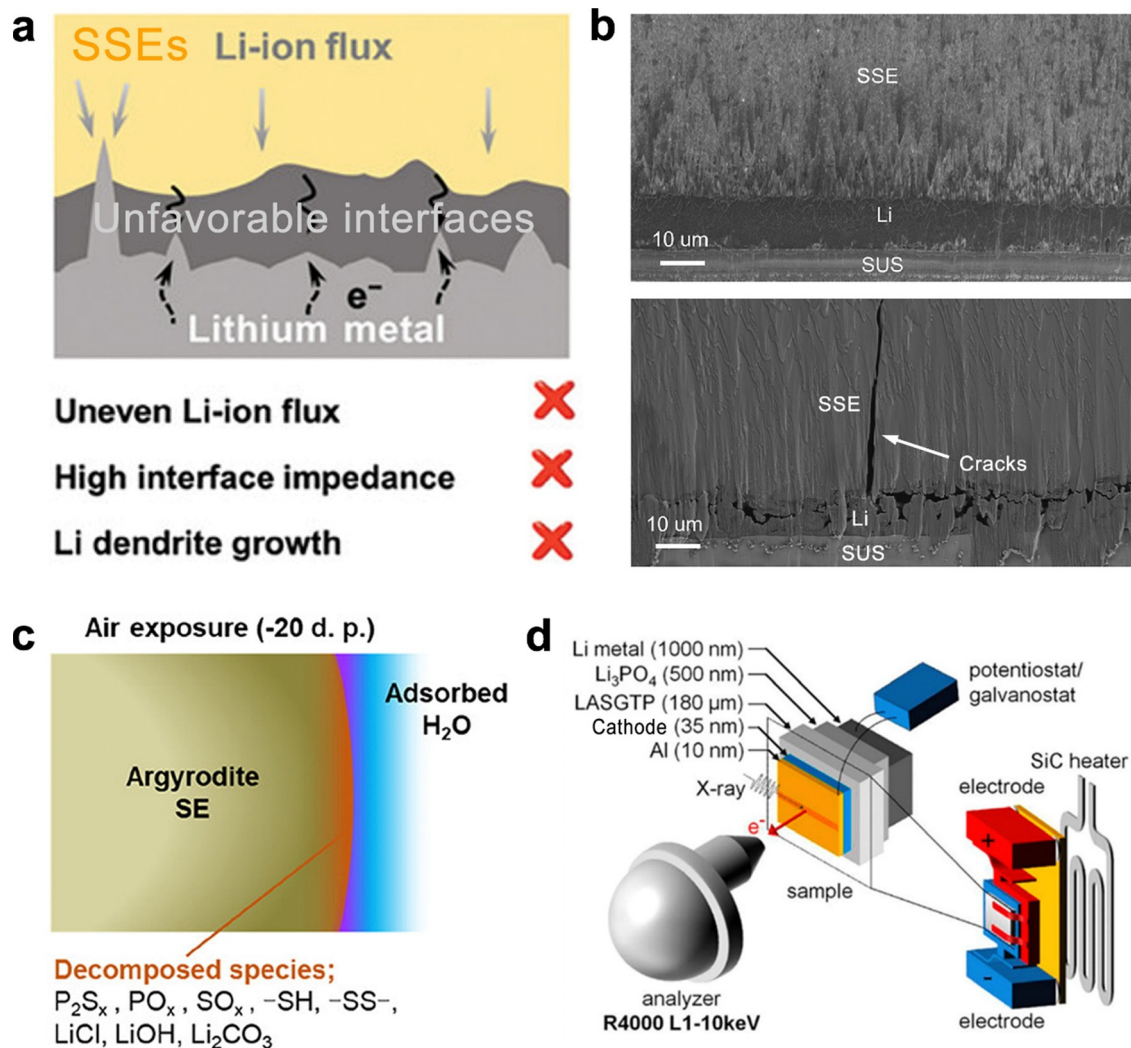 a
SSEs Li-ion flux
Unfavorable interfaces
e⁻
Lithium metal
Uneven Li-ion flux
High interface impedance
Li dendrite growth
b
SSE
Li
10 um
SUS
SSE
Cracks
Li
10 um
SUS
c
Air exposure (-20 d. p.)
Adsorbed
H₂O
Argyrodite
SE
Decomposed species;
P₂Sₓ, POₓ, SOₓ, –SH, –SS–,
LiCl, LiOH, Li₂CO₃
d
Li metal (1000 nm)
Li₃PO₄ (500 nm)
LASGTP (180 µm)
Cathode (35 nm)
Al (10 nm)
X-ray
e⁻
sample
potentiostat/
galvanostat
SiC heater
electrode
+
-
electrode
analyzer
R4000 L1-10keV